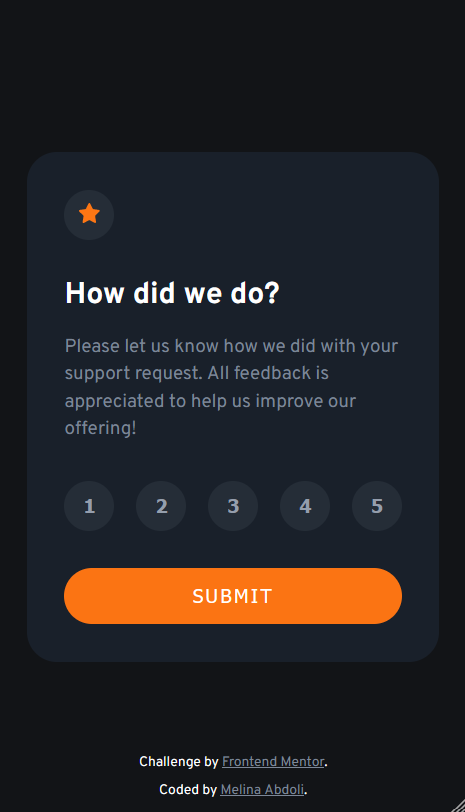 How did we do?
Please let us know how we did with your
support request. All feedback is
appreciated to help us improve our
offering!
1 2 3 4 5
SUBMIT
Challenge by Frontend Mentor.
Coded by Melina Abdoli.